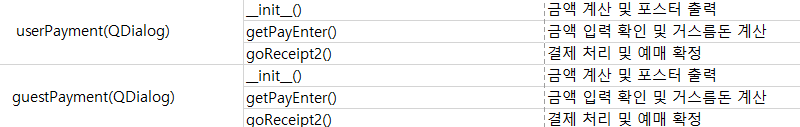 __init__() 금액 계산 및 포스터 출력
userPayment(QDialog) getPayEnter() 금액 입력 확인 및 거스름돈 계산
goReceipt2() 결제 처리 및 예매 확정
__init__() 금액 계산 및 포스터 출력
guestPayment(QDialog) getPayEnter() 금액 입력 확인 및 거스름돈 계산
goReceipt2() 결제 처리 및 예매 확정